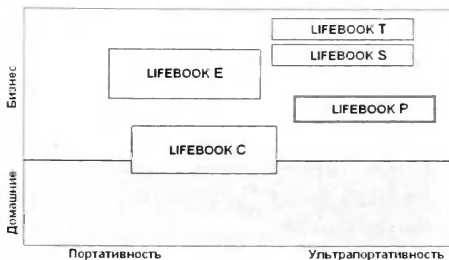 LIFEBOOK T
LIFEBOOK S
LIFEBOOK E
LIFEBOOK P
LIFEBOOK C
Бизнес
Домашние
Портативность
Ультрапортативность